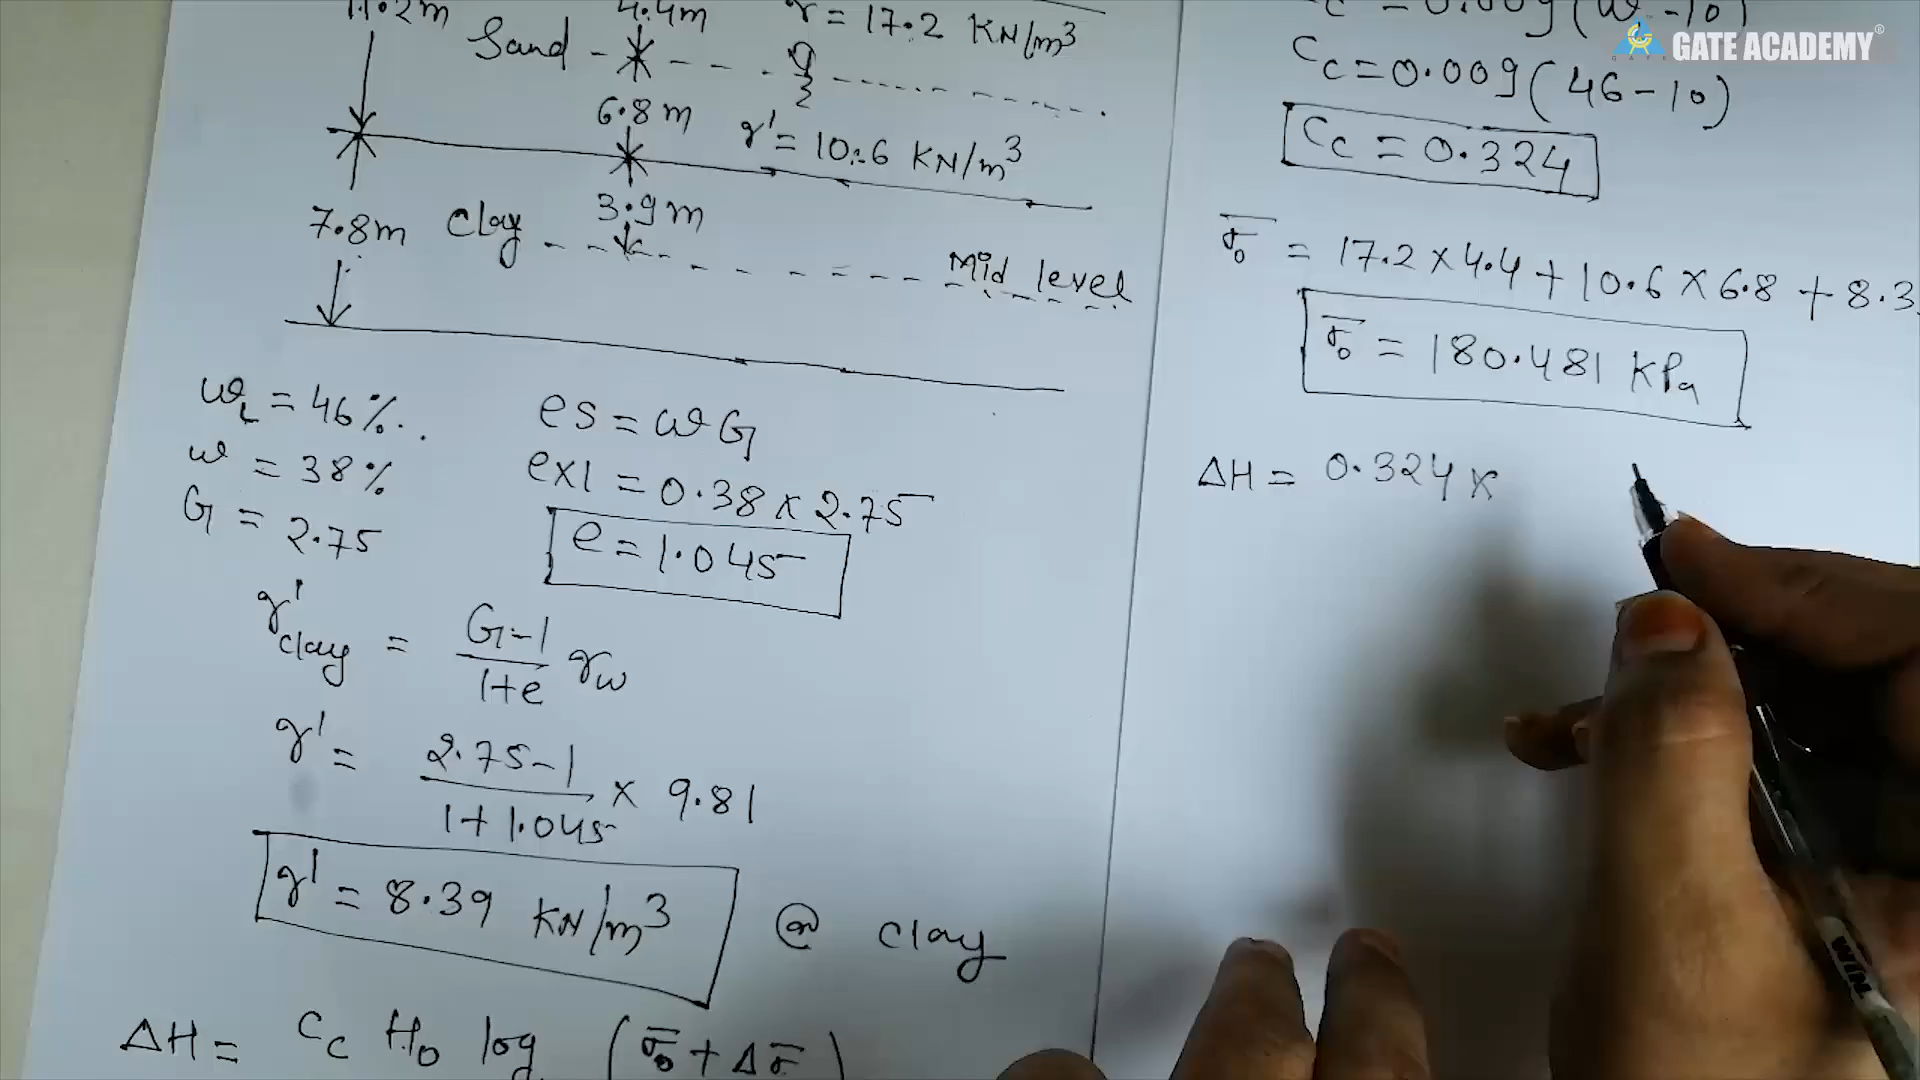 11.2m 4.4m γ = 17.2 KN/m³
Sand
6.8m γ' = 10.6 KN/m³
3.9m
7.8m Clay Mid level
w_L = 46%
w = 38%
G = 2.75
es = wG
ex1 = 0.38 x 2.75
e = 1.045
γ'clay = G-1 / 1+e γw
γ' = 2.75-1 / 1+1.045 x 9.81
γ' = 8.39 KN/m³ @ clay
ΔH = Cc H₀ log (σ̄₀ + Δσ̄)
GATE ACADEMY®
Cc = 0.009(46-10)
Cc = 0.324
σ̄₀ = 17.2 x 4.4 + 10.6 x 6.8 + 8.3
σ̄₀ = 180.481 KPa
ΔH = 0.324 x
WIN